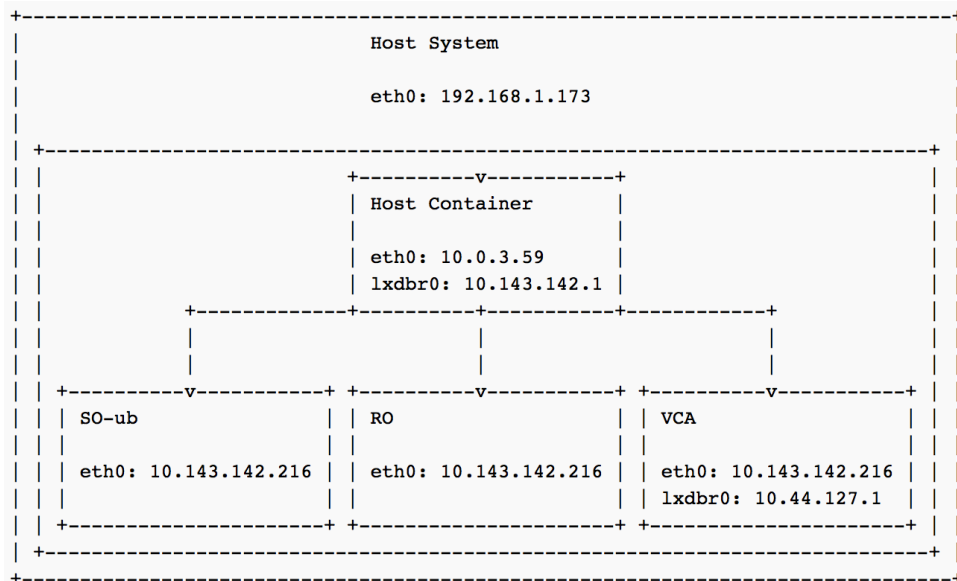 Host System
eth0: 192.168.1.173
Host Container
eth0: 10.0.3.59
lxdbr0: 10.143.142.1
SO-ub
RO
VCA
eth0: 10.143.142.216
eth0: 10.143.142.216
eth0: 10.143.142.216
lxdbr0: 10.44.127.1